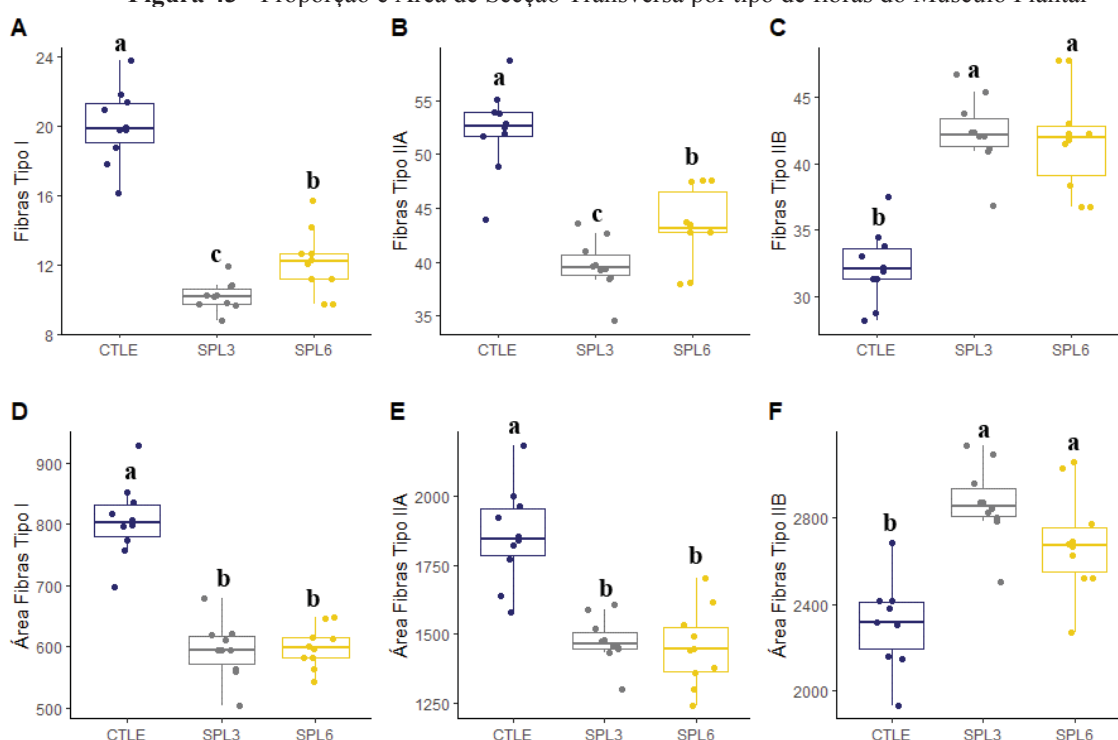 Figura 43 - Proporção e Área de Secção Transversa por tipo de fibras do Músculo Plantar
A
B
C
a
b
c
Fibras Tipo I
24
20
16
12
8
CTLE
SPL3
SPL6
a
b
c
Fibras Tipo IIA
55
50
45
40
35
CTLE
SPL3
SPL6
a
a
b
Fibras Tipo IIB
45
40
35
30
CTLE
SPL3
SPL6
D
E
F
a
b
b
Área Fibras Tipo I
900
800
700
600
500
CTLE
SPL3
SPL6
a
b
b
Área Fibras Tipo IIA
2000
1750
1500
1250
CTLE
SPL3
SPL6
a
a
b
Área Fibras Tipo IIB
2800
2400
2000
CTLE
SPL3
SPL6